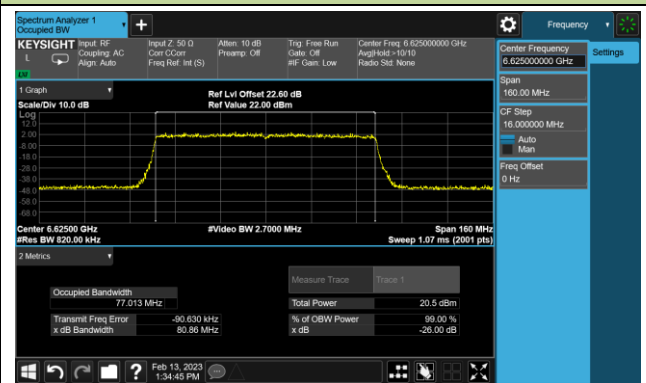 Spectrum Analyzer 1
Occupied BW
+
Frequency
KEYSIGHT
L
Input: RF
Coupling: AC
Align: Auto
Input Z: 50 Ω
Corr CCorr
Freq Ref: Int (S)
Atten: 10 dB
Preamp: Off
Trig: Free Run
Gate: Off
#IF Gain: Low
Center Freq: 6.625000000 GHz
Avg|Hold:>10/10
Radio Std: None
Center Frequency
6.625000000 GHz
Settings
Span
160.00 MHz
CF Step
16.000000 MHz
Auto
Man
Freq Offset
0 Hz
1 Graph
Scale/Div 10.0 dB
Ref Lvl Offset 22.60 dB
Ref Value 22.00 dBm
Log
12.0
2.00
-8.00
-18.0
-28.0
-38.0
-48.0
-58.0
-68.0
Center 6.62500 GHz
#Res BW 820.00 kHz
#Video BW 2.7000 MHz
Span 160 MHz
Sweep 1.07 ms (2001 pts)
2 Metrics
Measure Trace
Trace 1
Occupied Bandwidth
77.013 MHz
Total Power
20.5 dBm
Transmit Freq Error
-90.630 kHz
% of OBW Power
99.00 %
x dB Bandwidth
80.86 MHz
x dB
-26.00 dB
?
Feb 13, 2023
1:34:45 PM